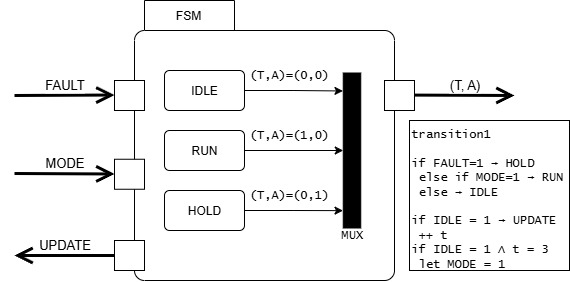 FSM
FAULT
MODE
UPDATE
IDLE
(T,A)=(0,0)
RUN
(T,A)=(1,0)
HOLD
(T,A)=(0,1)
MUX
(T, A)
transition1
if FAULT=1 → HOLD
else if MODE=1 → RUN
else → IDLE
if IDLE = 1 → UPDATE
++ t
if IDLE = 1 ∧ t = 3
let MODE = 1